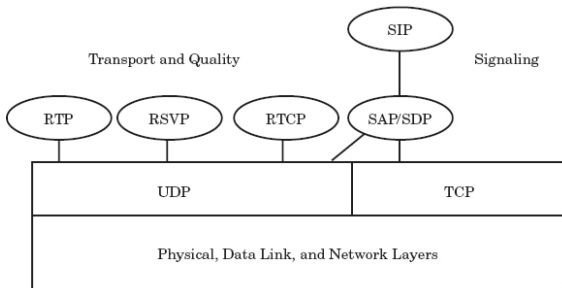 SIP
Transport and Quality
Signaling
RTP
RSVP
RTCP
SAP/SDP
UDP
TCP
Physical, Data Link, and Network Layers